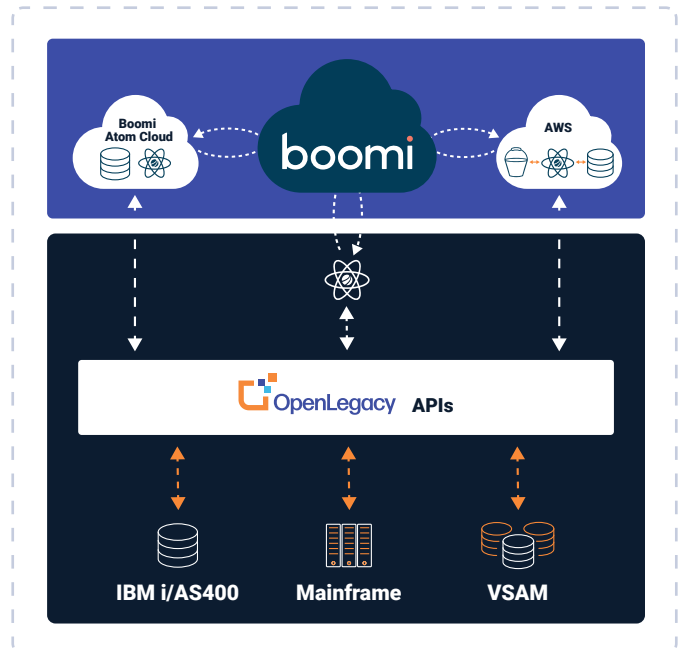 Boomi
Atom Cloud
boomi
AWS
OpenLegacy APIs
IBM i/AS400
Mainframe
VSAM